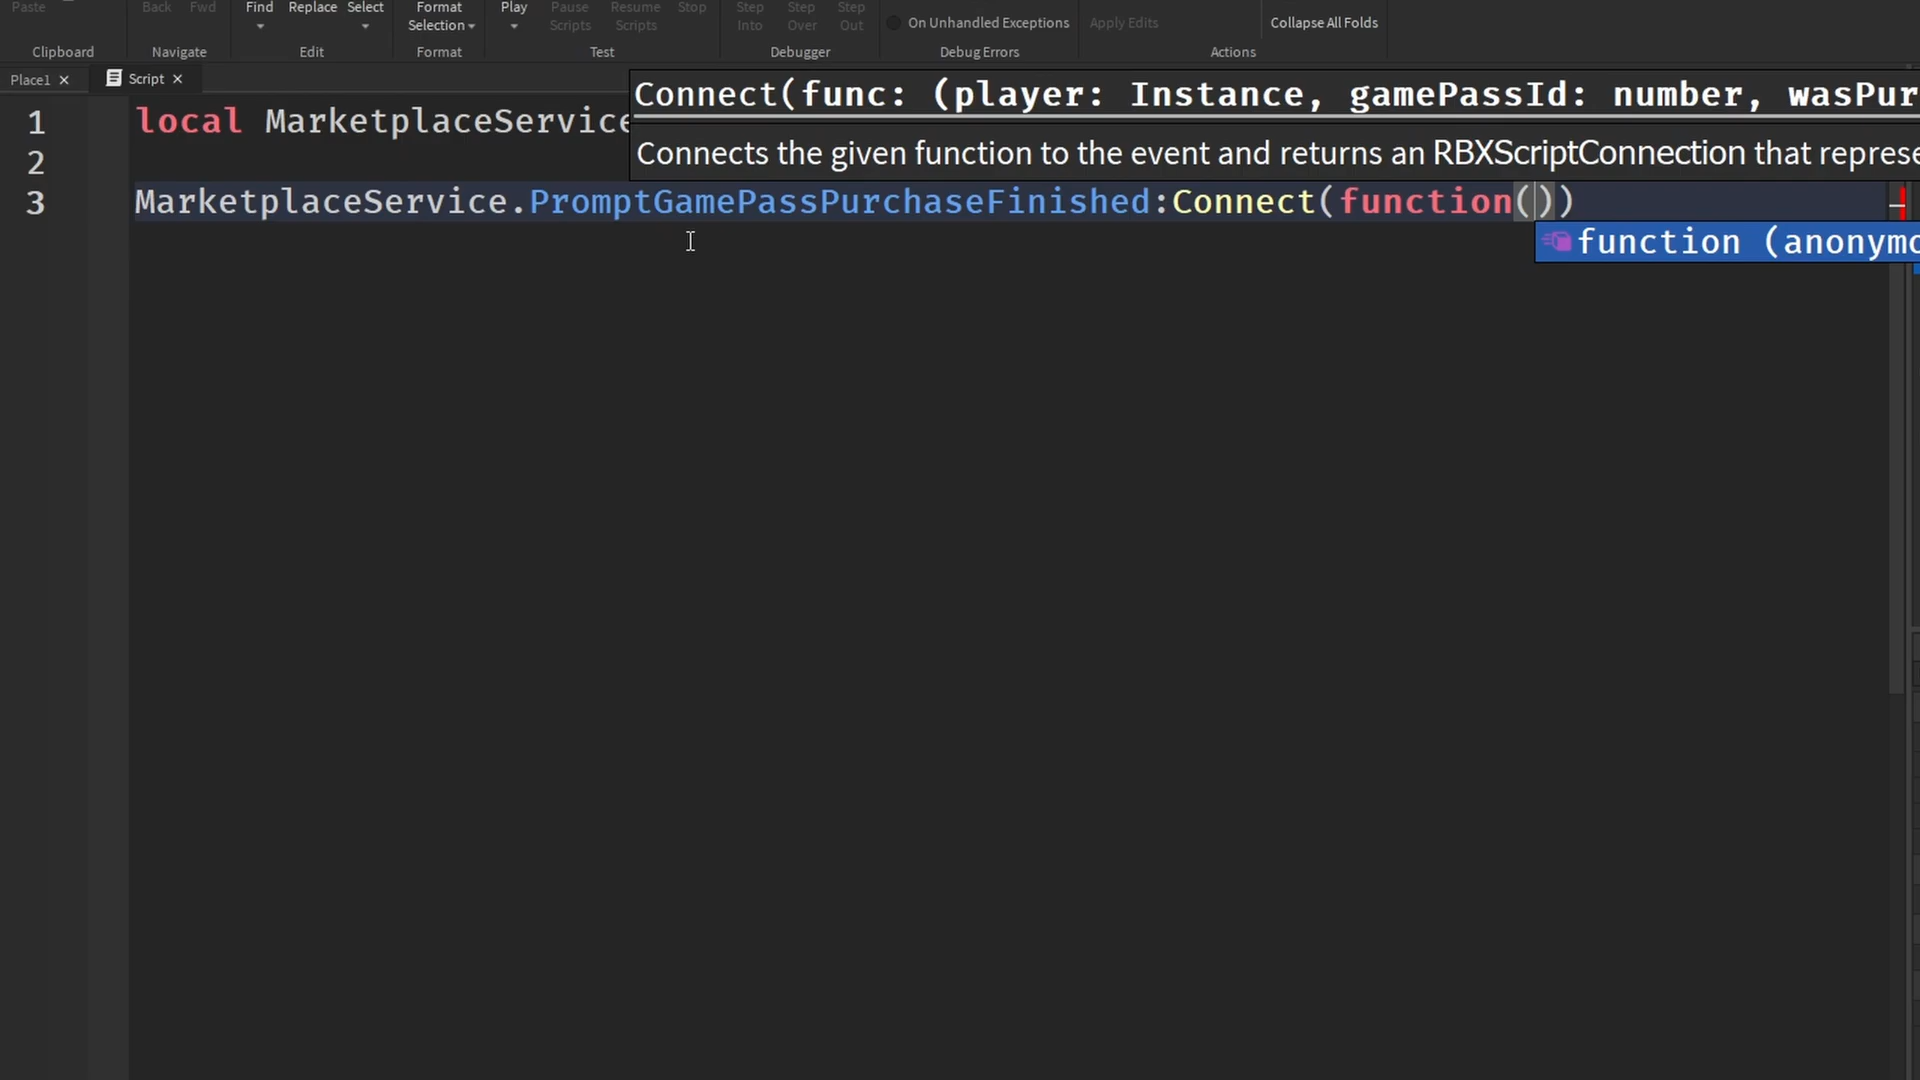 Paste Back Fwd Find Replace Select Format Selection Play Pause Scripts Resume Scripts Stop Step Into Step Over Step Out On Unhandled Exceptions Apply Edits Collapse All Folds
Clipboard Navigate Edit Format Test Debugger Debug Errors Actions
Place1 Script
Connect(func: (player: Instance, gamePassId: number, wasPur
1 local MarketplaceService
Connects the given function to the event and returns an RBXScriptConnection that represe
2
3 MarketplaceService.PromptGamePassPurchaseFinished:Connect(function())
function (anonymo